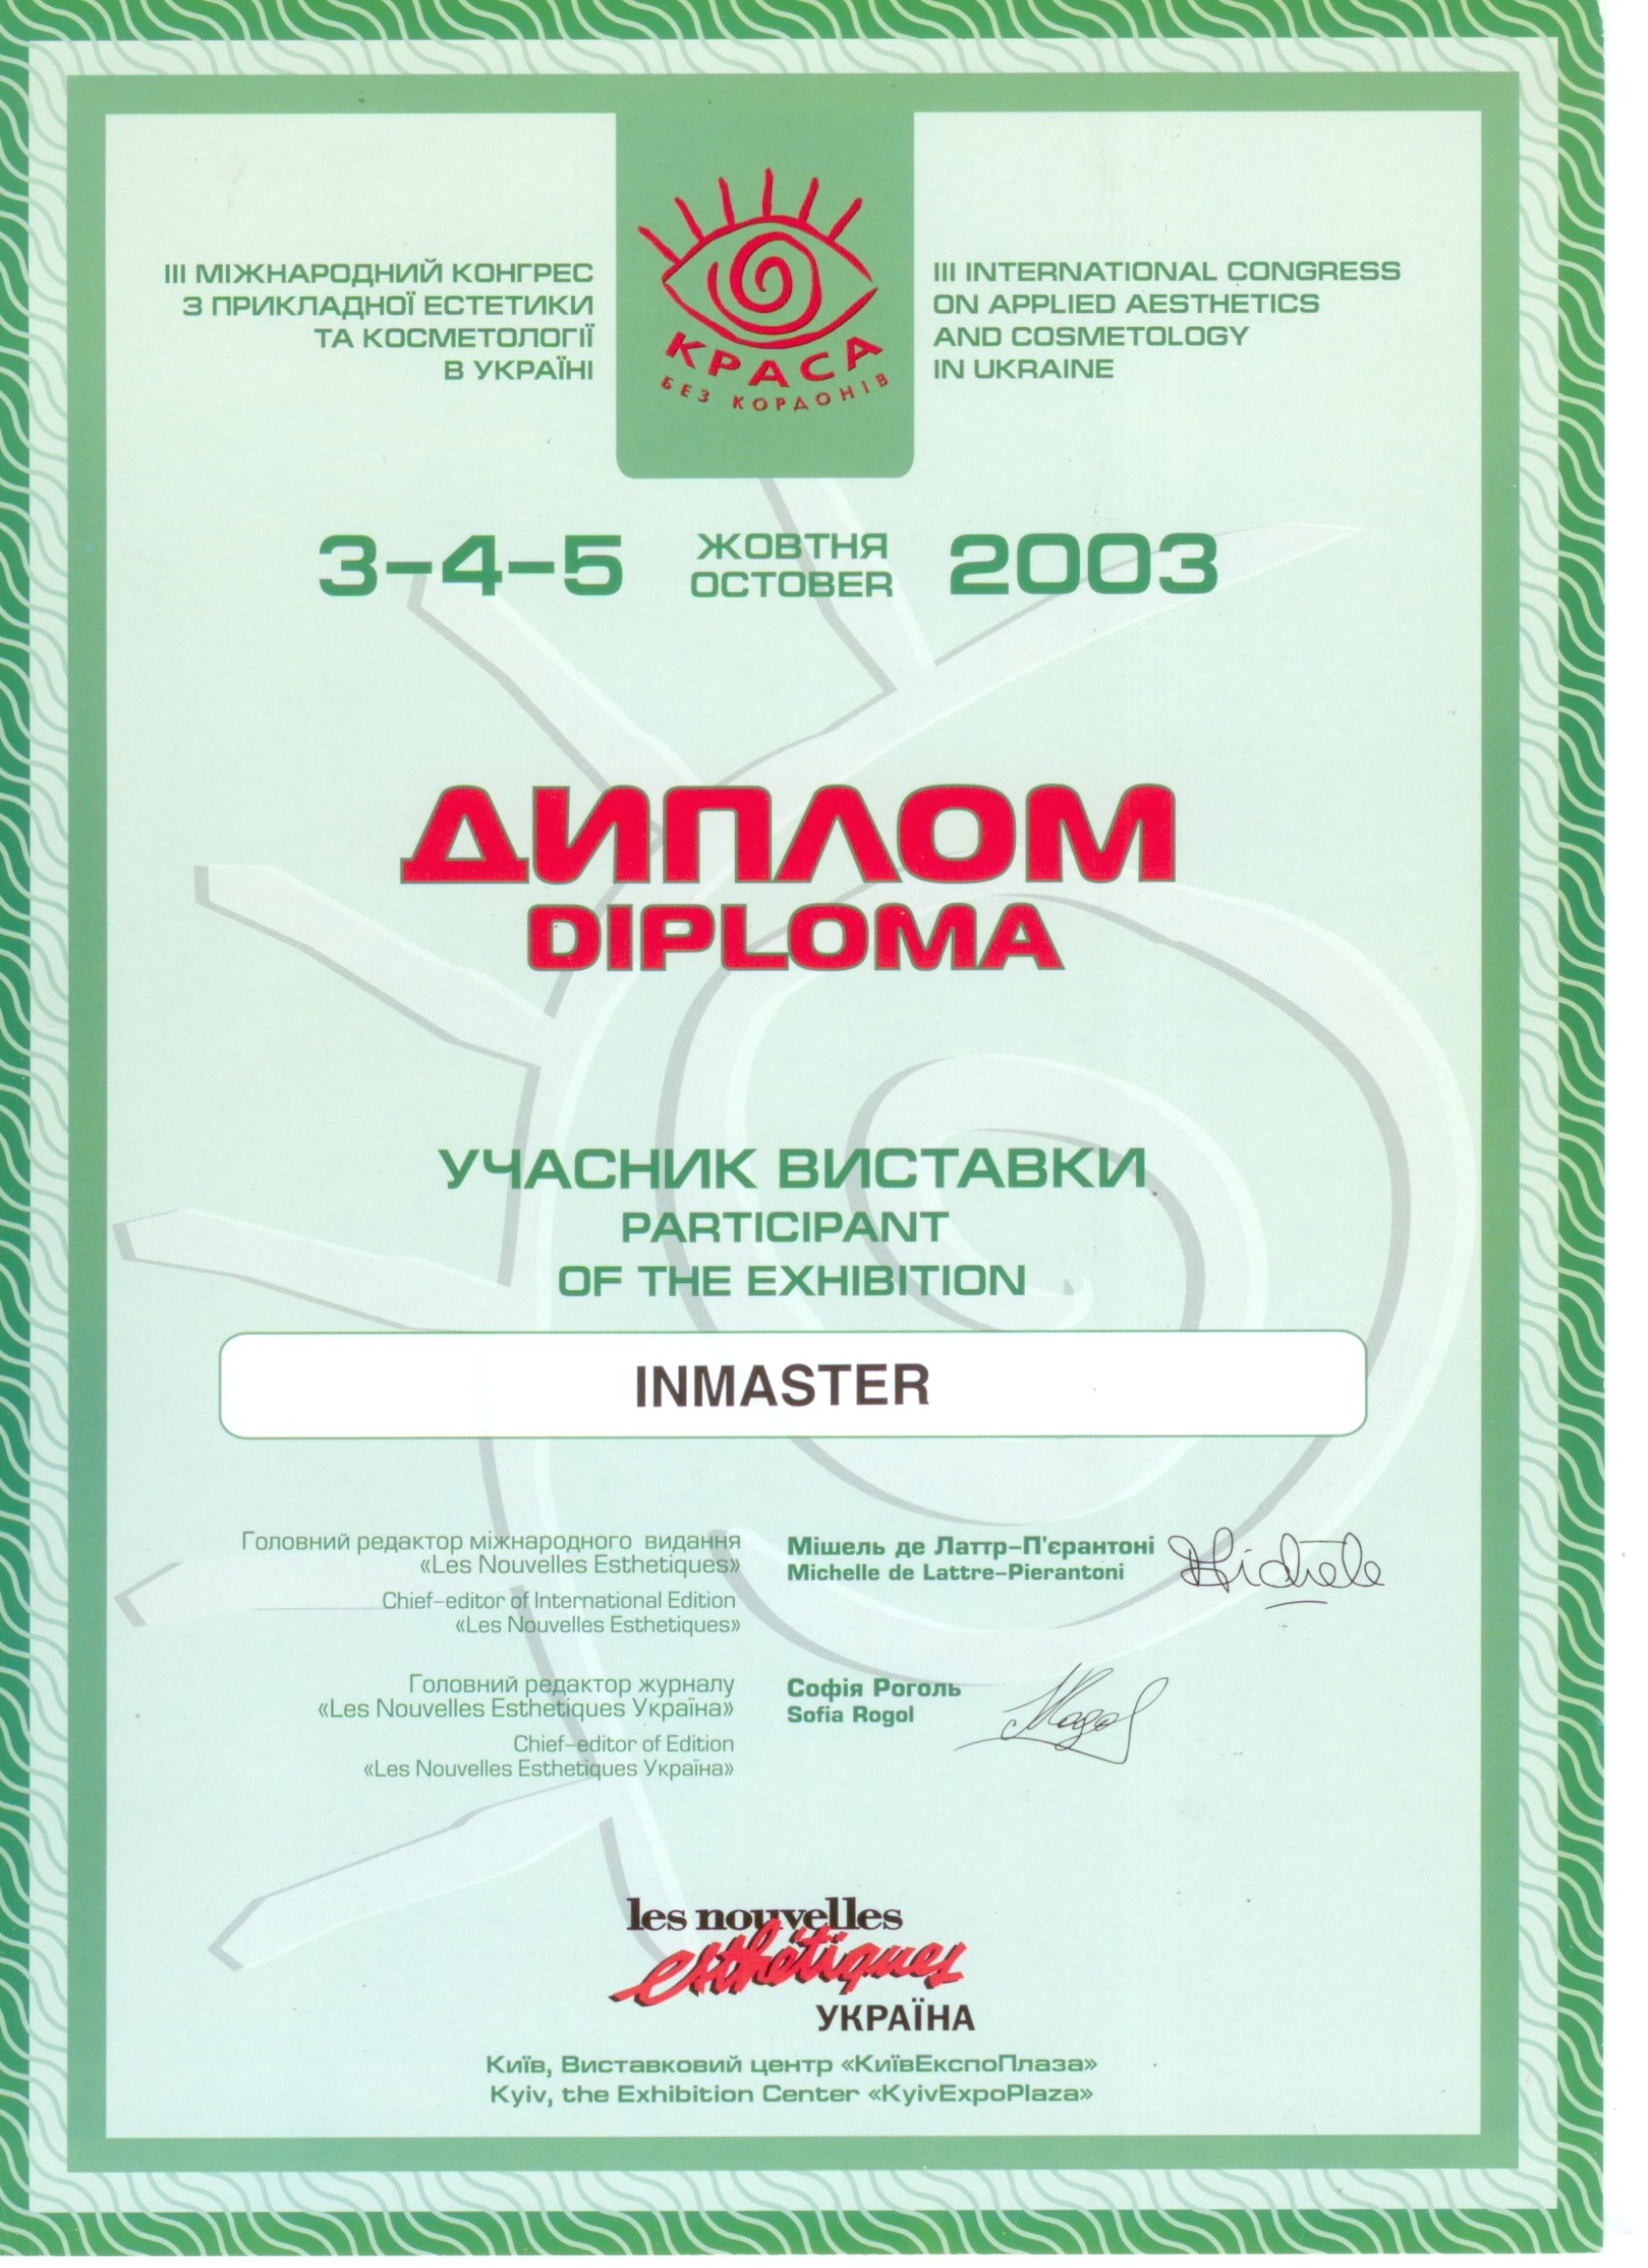 III МІЖНАРОДНИЙ КОНГРЕС
З ПРИКЛАДНОЇ ЕСТЕТИКИ
ТА КОСМЕТОЛОГІЇ
В УКРАЇНІ
КРАСА
БЕЗ КОРДОНІВ
III INTERNATIONAL CONGRESS
ON APPLIED AESTHETICS
AND COSMETOLOGY
IN UKRAINE
3-4-5 ЖОВТНЯ 2003
OCTOBER
ДИПЛОМ
DIPLOMA
УЧАСНИК ВИСТАВКИ
PARTICIPANT
OF THE EXHIBITION
INMASTER
Головний редактор міжнародного видання
«Les Nouvelles Esthetiques»
Chief-editor of International Edition
«Les Nouvelles Esthetiques»
Мішель де Латтр-П'єрантоні
Michelle de Lattre-Pierantoni
Michèle
Головний редактор журналу
«Les Nouvelles Esthetiques Україна»
Chief-editor of Edition
«Les Nouvelles Esthetiques Україна»
Софія Роголь
Sofia Rogol
les nouvelles
esthétiques
УКРАЇНА
Київ, Виставковий центр «КиївЕкспоПлаза»
Kyiv, the Exhibition Center «KyivExpoPlaza»